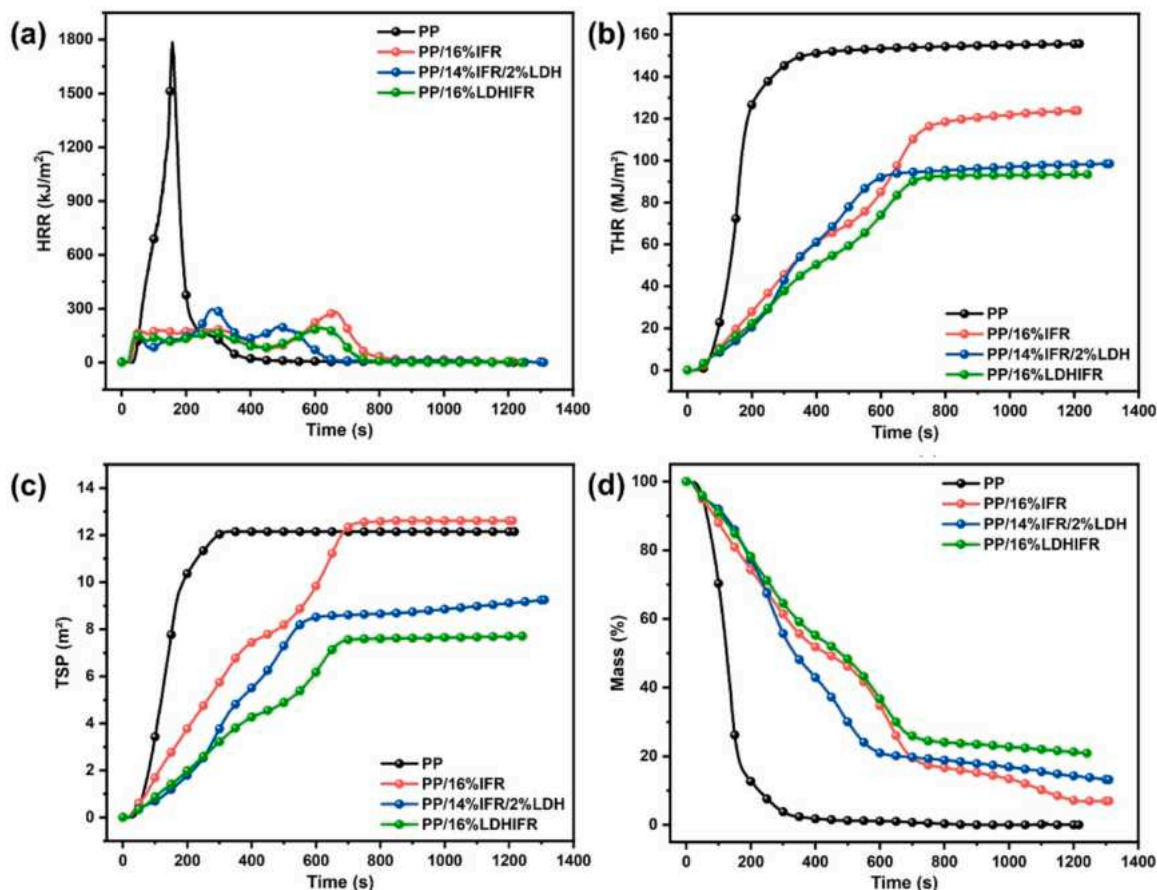 (a)
PP
PP/16%IFR
PP/14%IFR/2%LDH
PP/16%LDHIFR
HRR (kJ/m²)
1800
1500
1200
900
600
300
0
0 200 400 600 800 1000 1200 1400
Time (s)
(b)
THR (MJ/m²)
160
140
120
100
80
60
40
20
0
PP
PP/16%IFR
PP/14%IFR/2%LDH
PP/16%LDHIFR
0 200 400 600 800 1000 1200 1400
Time (s)
(c)
TSP (m²)
14
12
10
8
6
4
2
0
PP
PP/16%IFR
PP/14%IFR/2%LDH
PP/16%LDHIFR
0 200 400 600 800 1000 1200 1400
Time (s)
(d)
PP
PP/16%IFR
PP/14%IFR/2%LDH
PP/16%LDHIFR
Mass (%)
100
80
60
40
20
0
0 200 400 600 800 1000 1200 1400
Time (s)